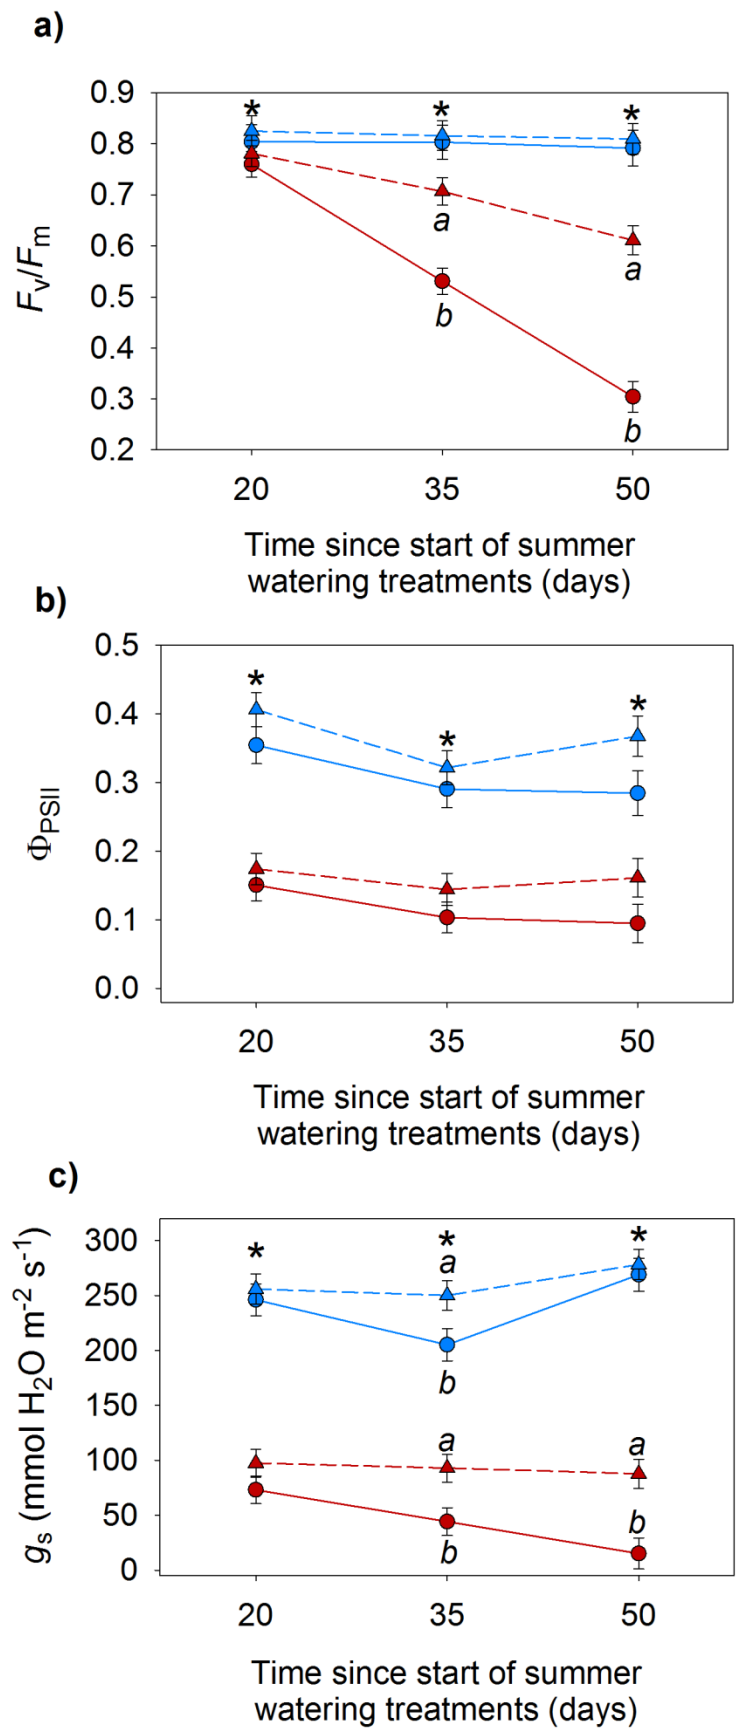 a)
*
*
*
0.9
0.8
0.7
0.6
0.5
0.4
0.3
0.2
Fv/Fm
a
a
b
b
20 35 50
Time since start of summer
watering treatments (days)
b)
0.5
0.4
0.3
0.2
0.1
0.0
ΦPSII
*
*
*
20 35 50
Time since start of summer
watering treatments (days)
c)
300
250
200
150
100
50
0
gs (mmol H2O m-2 s-1)
*
*
*
a
b
a
a
b
b
20 35 50
Time since start of summer
watering treatments (days)